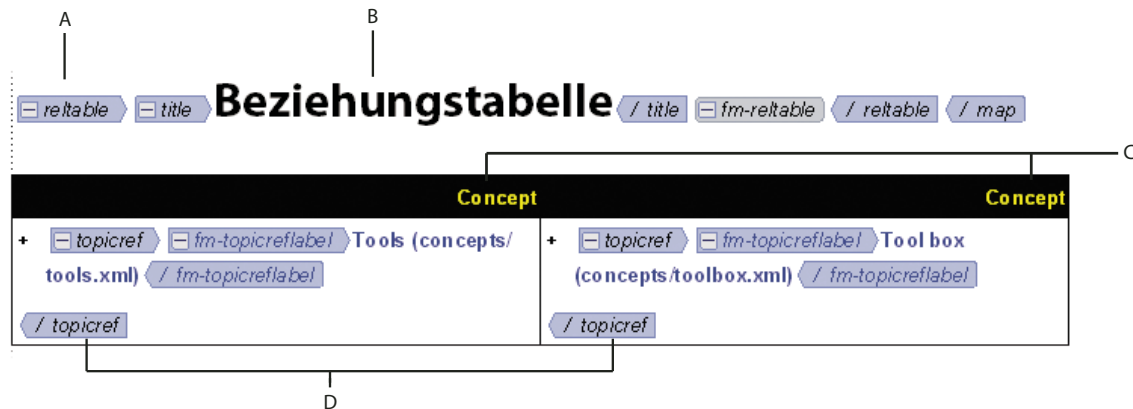 A B
reltable title Beziehungstabelle / title fm-reltable / reltable / map
C
Concept Concept
+ topicref fm-topicreflabel Tools (concepts/
tools.xml) / fm-topicreflabel
/ topicref
+ topicref fm-topicreflabel Tool box
(concepts/toolbox.xml) / fm-topicreflabel
/ topicref
D